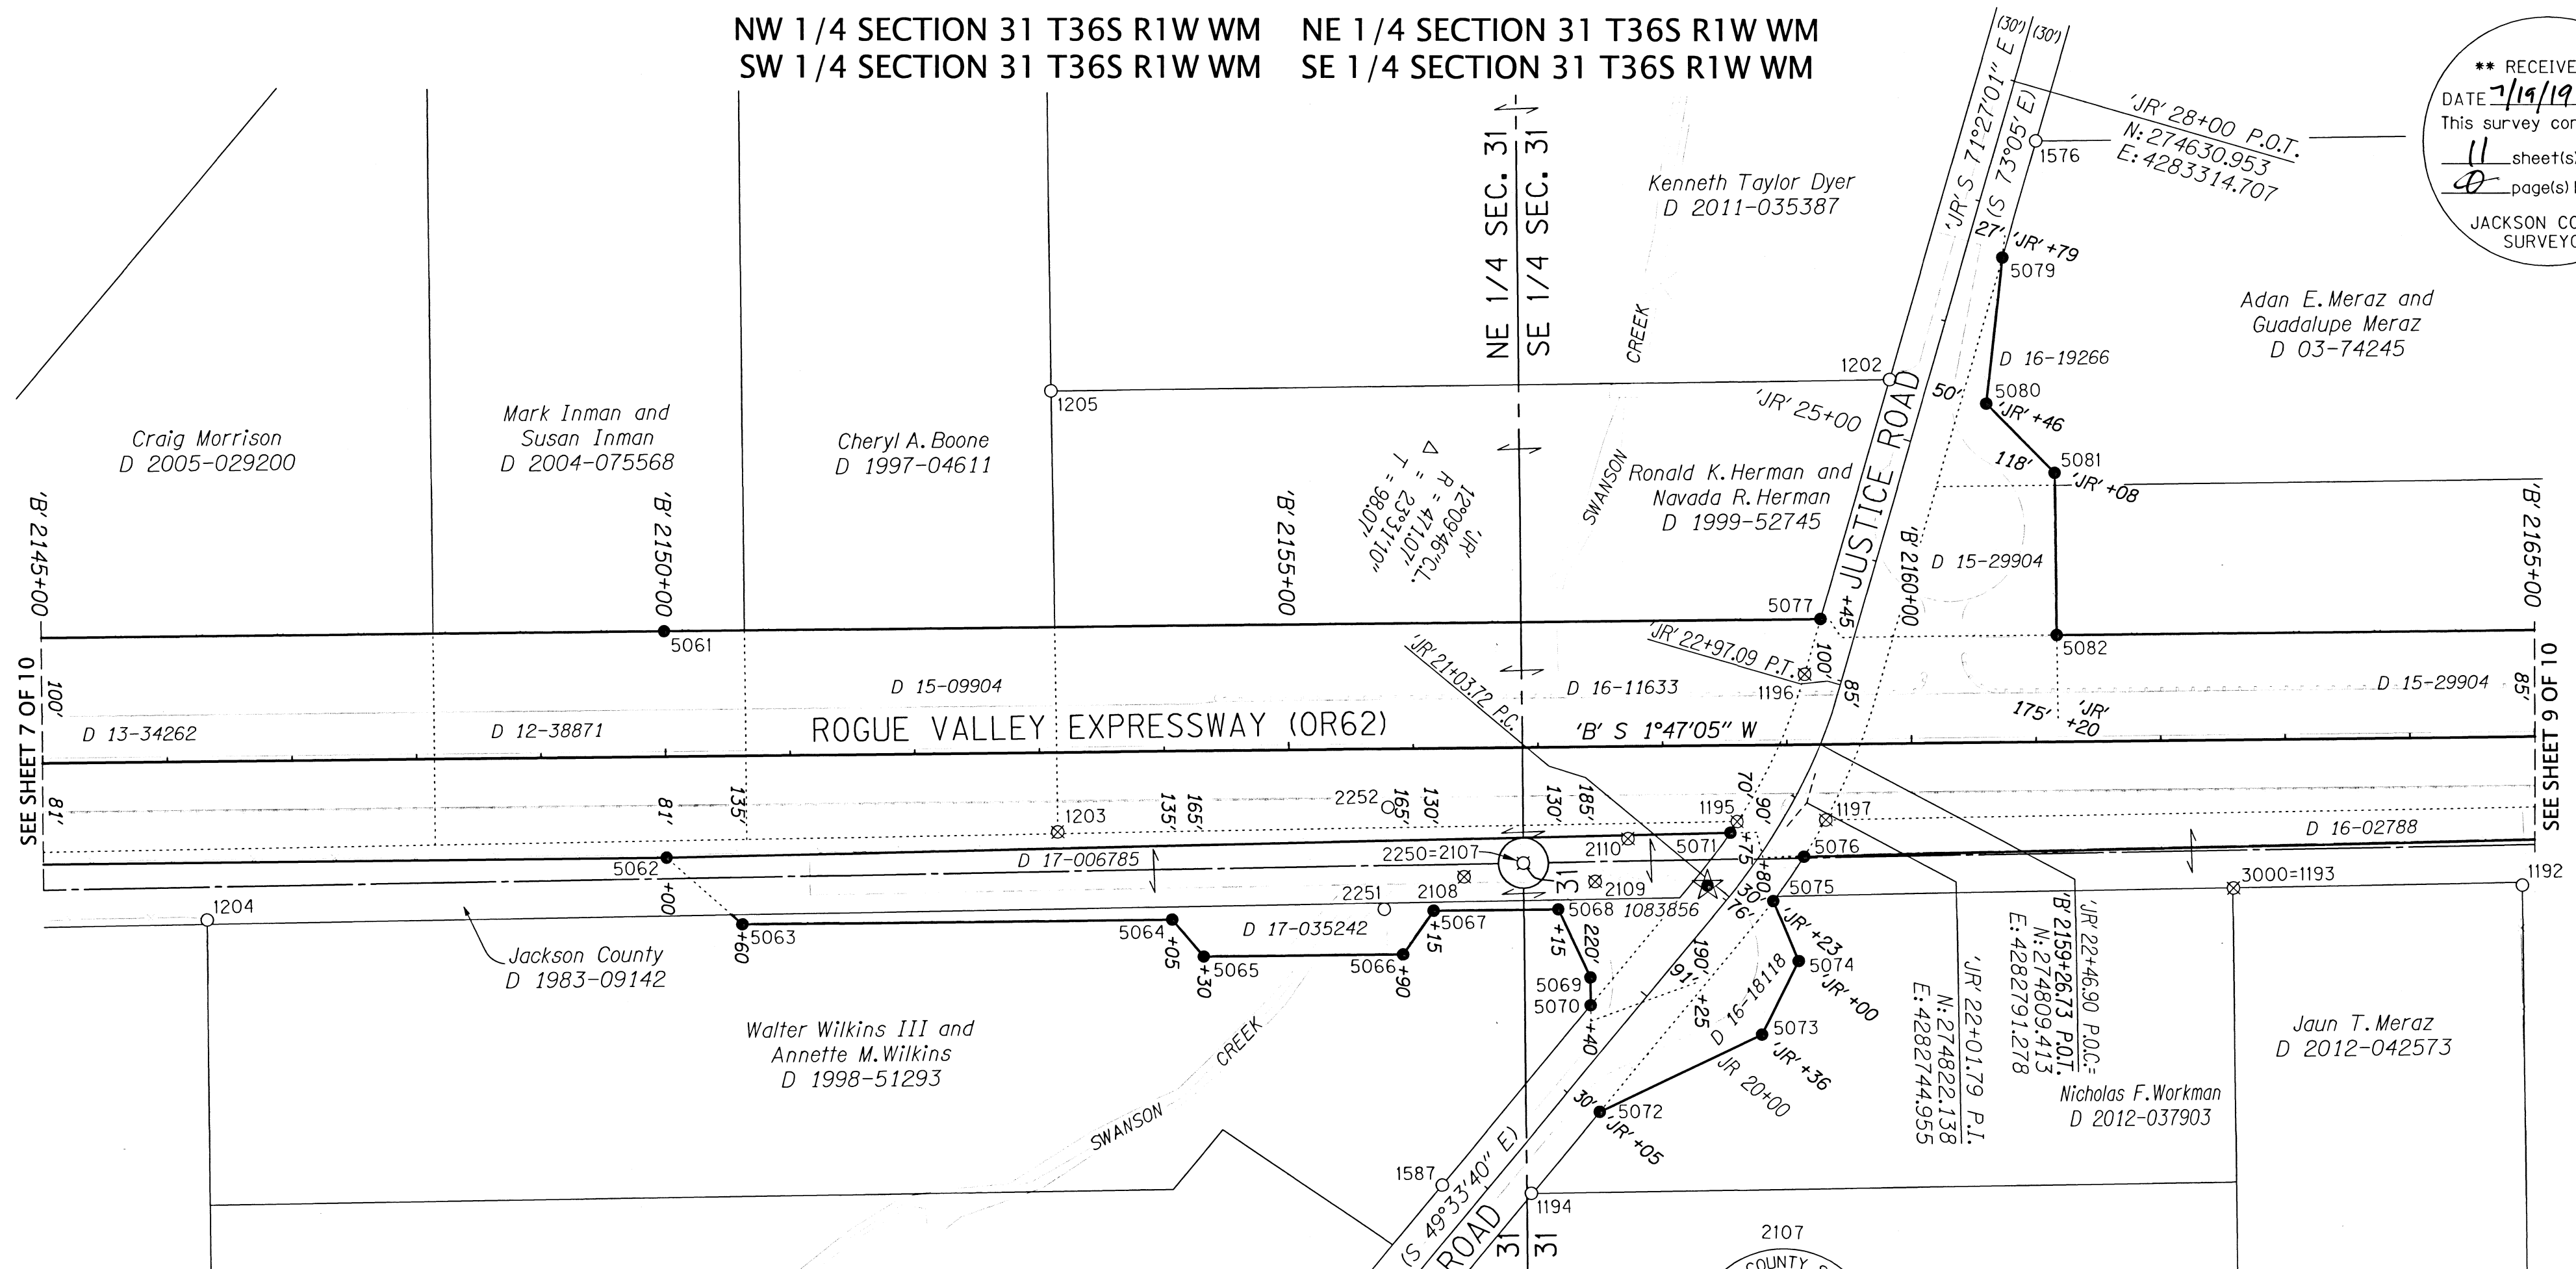 NW 1/4 SECTION 31 T36S R1W WM NE 1/4 SECTION 31 T36S R1W WM
SW 1/4 SECTION 31 T36S R1W WM SE 1/4 SECTION 31 T36S R1W WM
(30') (30')
'JR' S 71°27'01" E
(S 73°05' E)
'JR' 28+00 P.O.T.
N: 274630.953
E: 4283314.707
1576
** RECEIVE
DATE 7/19/19
This survey con
11 sheet(s)
0 page(s)
JACKSON CO
SURVEYO
NE 1/4 SEC. 31
SE 1/4 SEC. 31
Kenneth Taylor Dyer
D 2011-035387
27' 'JR' +79
5079
Adan E. Meraz and
Guadalupe Meraz
D 03-74245
D 16-19266
CREEK
SWANSON
1202
1205
50'
5080
'JR' +46
'JR' 25+00
118'
5081
'JR' +08
Craig Morrison
D 2005-029200
Mark Inman and
Susan Inman
D 2004-075568
Cheryl A. Boone
D 1997-04611
Ronald K. Herman and
Navada R. Herman
D 1999-52745
'JR'
12°09'46"C.L.
R = 471.07'
Δ = 23°31'10"
T = 98.07'
JUSTICE ROAD
D 15-29904
'B' 2145+00
'B' 2150+00
'B' 2155+00
'B' 2160+00
'B' 2165+00
5061
5077
+45
5082
'JR' 22+97.09 P.T.
'JR' 21+03.72 P.C.
1196
100'
85'
SEE SHEET 7 OF 10
100'
D 13-34262
D 12-38871
D 15-09904
D 16-11633
D 15-29904
85'
SEE SHEET 9 OF 10
ROGUE VALLEY EXPRESSWAY (OR62)
'B' S 1°47'05" W
175'
'JR'
+20
81'
81'
135'
1203
135'
165'
2252
165'
130'
130'
185'
1195
70'
90'
1197
D 16-02788
5062
+00
D 17-006785
2250=2107
2110
5071
+75
5076
+80
31
1204
5063
+60
5064
+05
5065
+30
D 17-035242
2251
2108
5066
+90
5067
+15
5068
+15
2109
1083856
30'
76'
5075
3000=1193
1192
Jackson County
D 1983-09142
220'
5069
5070
+40
190'
91'
+25
D 16-18118
'JR' +23
5074
'JR' +00
5073
'JR' +36
JR 20+00
5072
30'
'JR' +05
Walter Wilkins III and
Annette M. Wilkins
D 1998-51293
SWANSON
CREEK
'JR' 22+01.79 P.I.
N: 274822.138
E: 4282744.955
'JR' 22+46.90 P.O.C.=
'B' 2159+26.73 P.O.T.
N: 274809.413
E: 4282791.278
Jaun T. Meraz
D 2012-042573
Nicholas F. Workman
D 2012-037903
1587
1194
(S 49°33'40" E)
ROAD
31
31
2107
COUNTY